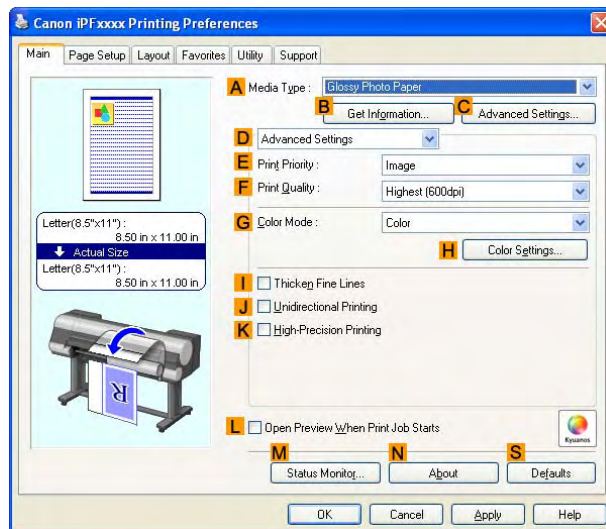 Canon iPFxxxx Printing Preferences
Main Page Setup Layout Favorites Utility Support
A Media Type : Glossy Photo Paper
B Get Information... C Advanced Settings...
D Advanced Settings
E Print Priority : Image
F Print Quality : Highest (600dpi)
G Color Mode : Color
H Color Settings...
Letter(8.5"x11") :
8.50 in x 11.00 in
Actual Size
Letter(8.5"x11") :
8.50 in x 11.00 in
R
I Thicken Fine Lines
J Unidirectional Printing
K High-Precision Printing
L Open Preview When Print Job Starts
Kyuanos
M Status Monitor... N About S Defaults
OK Cancel Apply Help